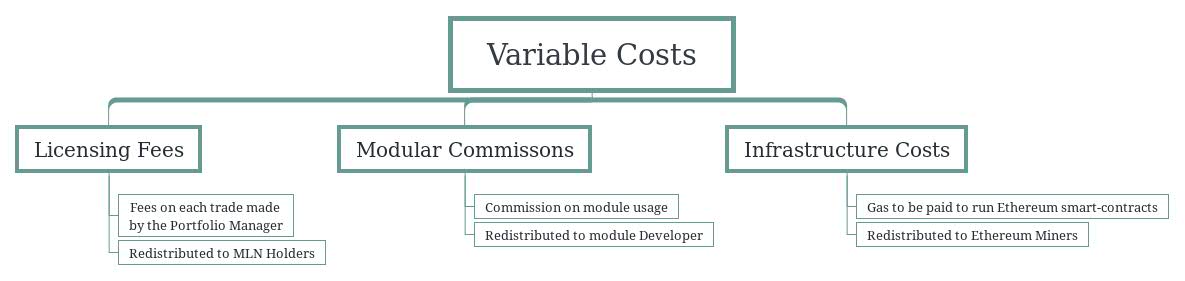 Variable Costs
Licensing Fees
Fees on each trade made
by the Portfolio Manager
Redistributed to MLN Holders
Modular Commissons
Commission on module usage
Redistributed to module Developer
Infrastructure Costs
Gas to be paid to run Ethereum smart-contracts
Redistributed to Ethereum Miners